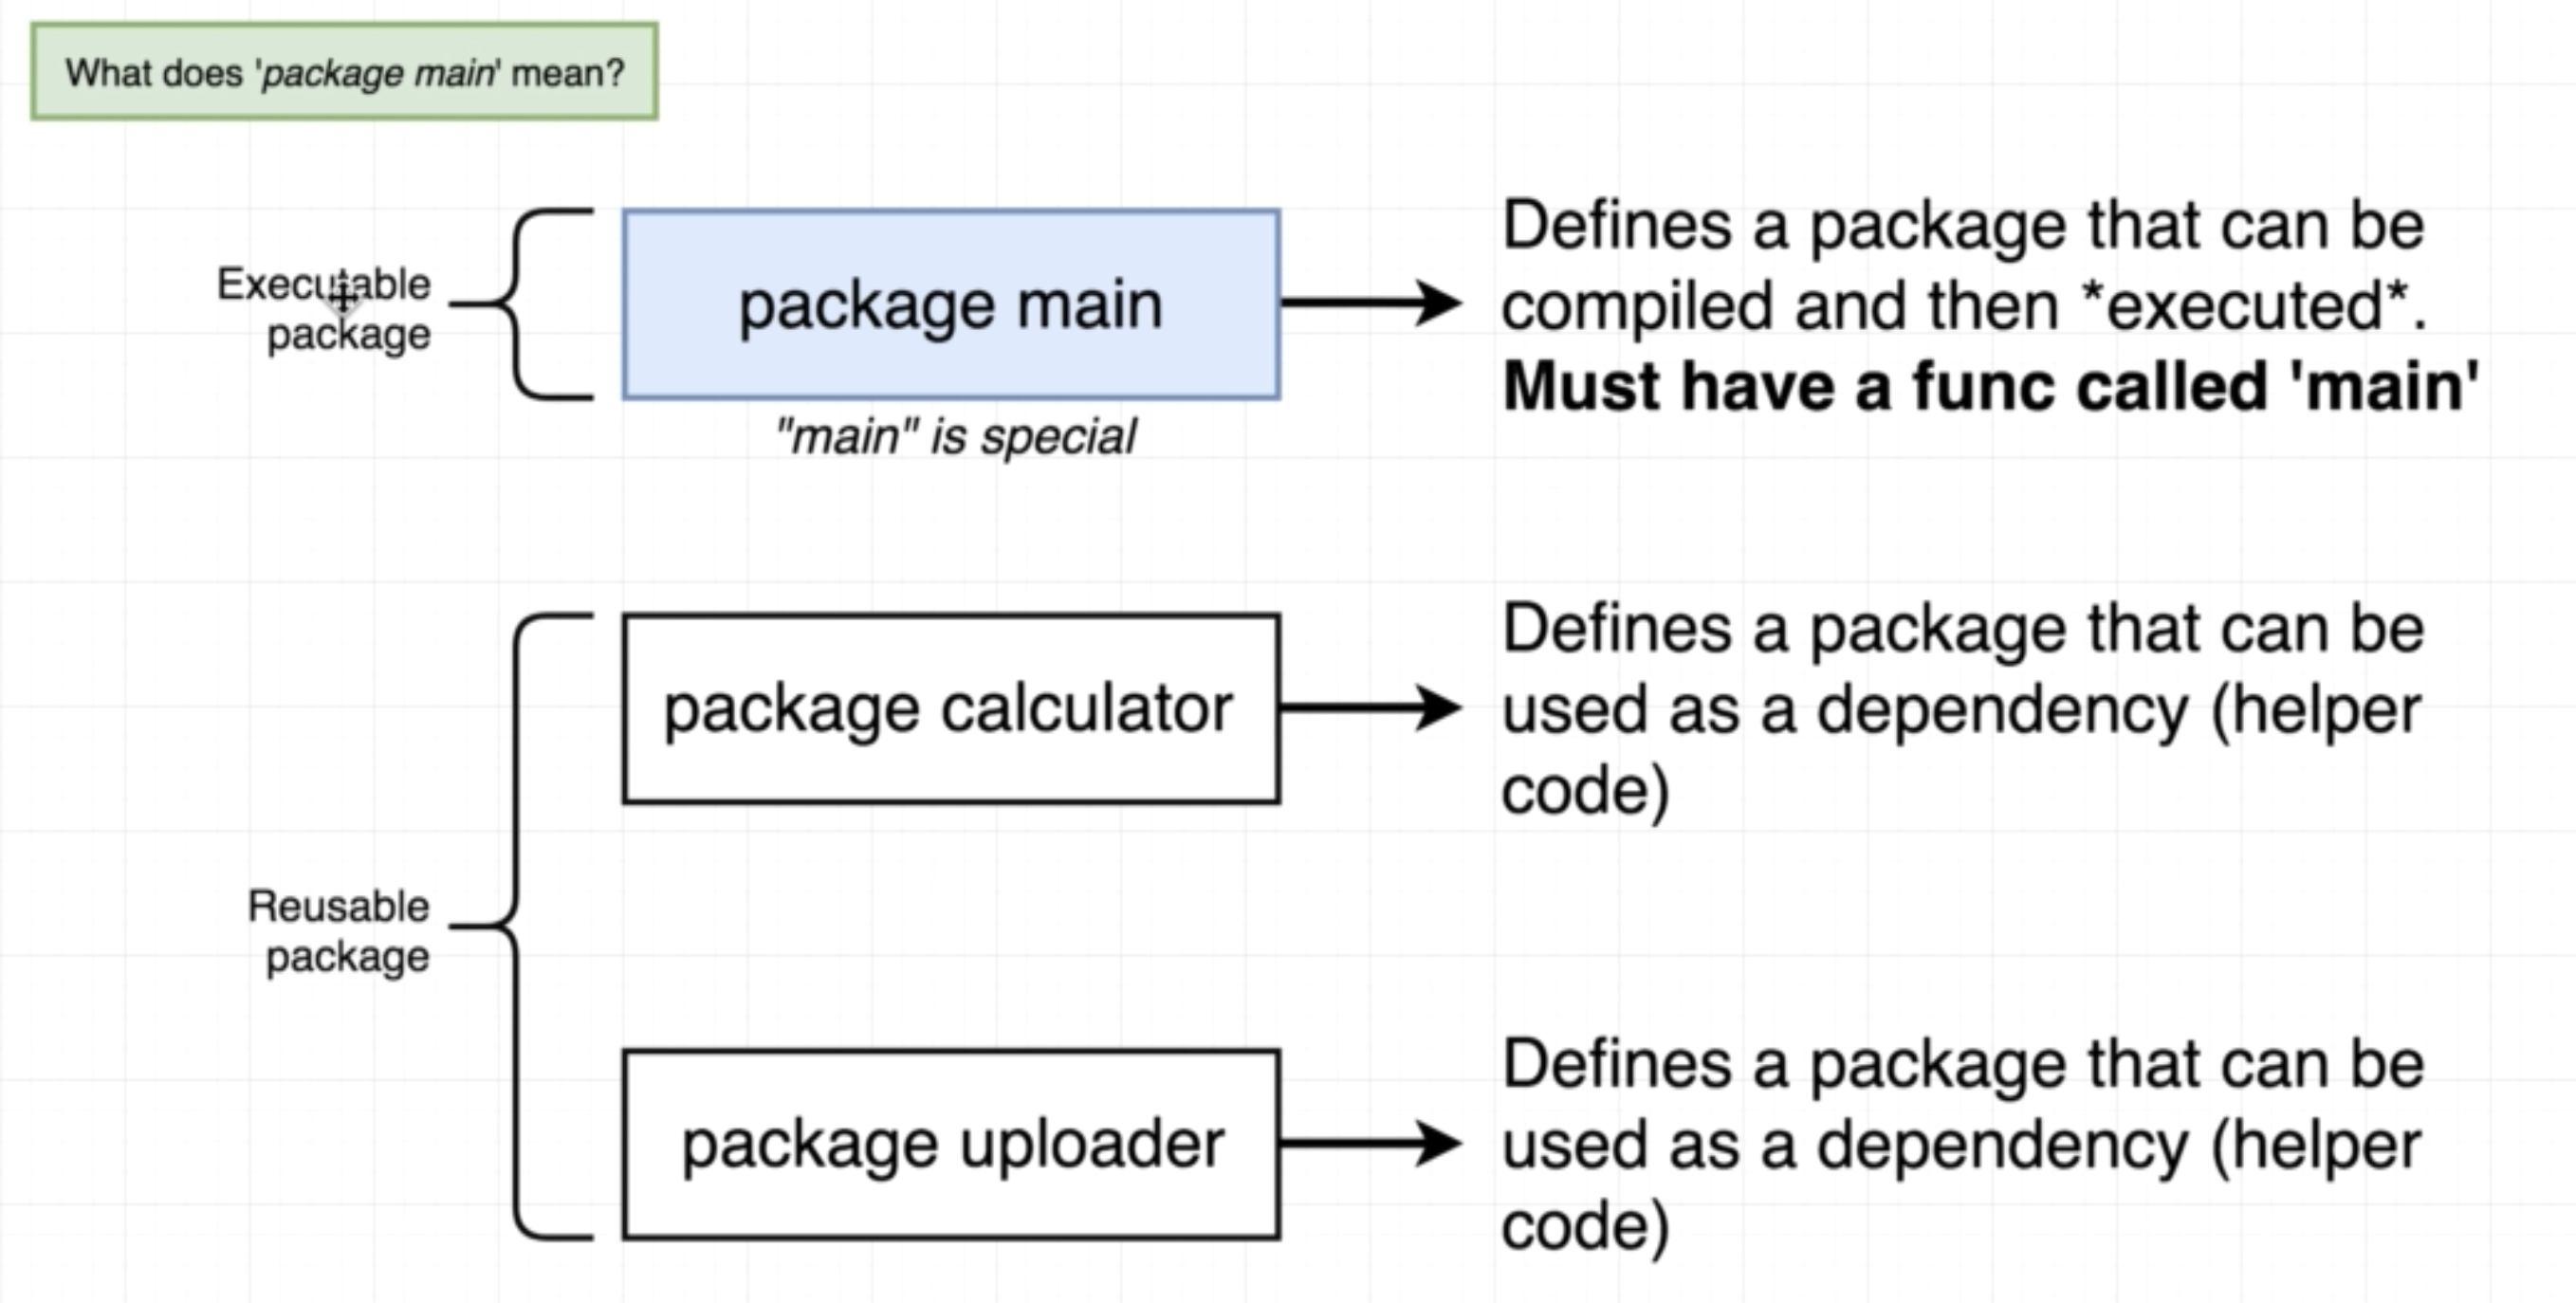 What does 'package main' mean?
Executable
package
package main
"main" is special
Defines a package that can be
compiled and then *executed*.
Must have a func called 'main'
Reusable
package
package calculator
Defines a package that can be
used as a dependency (helper
code)
package uploader
Defines a package that can be
used as a dependency (helper
code)